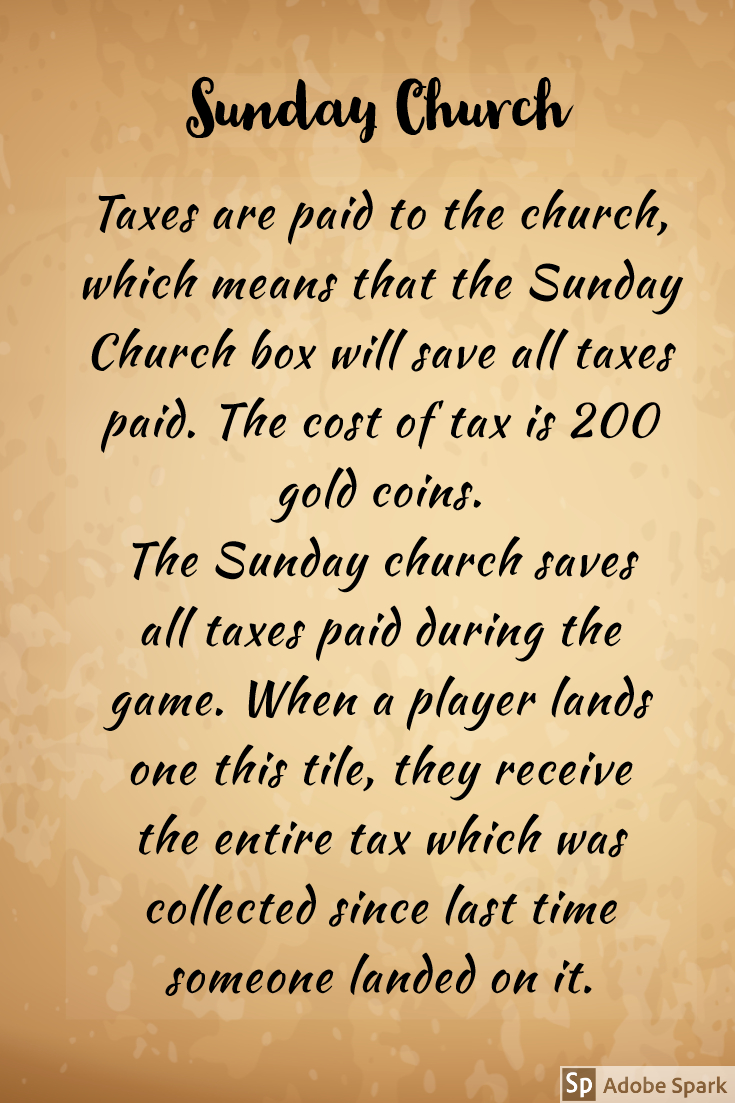 Sunday Church
Taxes are paid to the church,
which means that the Sunday
Church box will save all taxes
paid. The cost of tax is 200
gold coins.
The Sunday church saves
all taxes paid during the
game. When a player lands
one this tile, they receive
the entire tax which was
collected since last time
someone landed on it.
Sp Adobe Spark